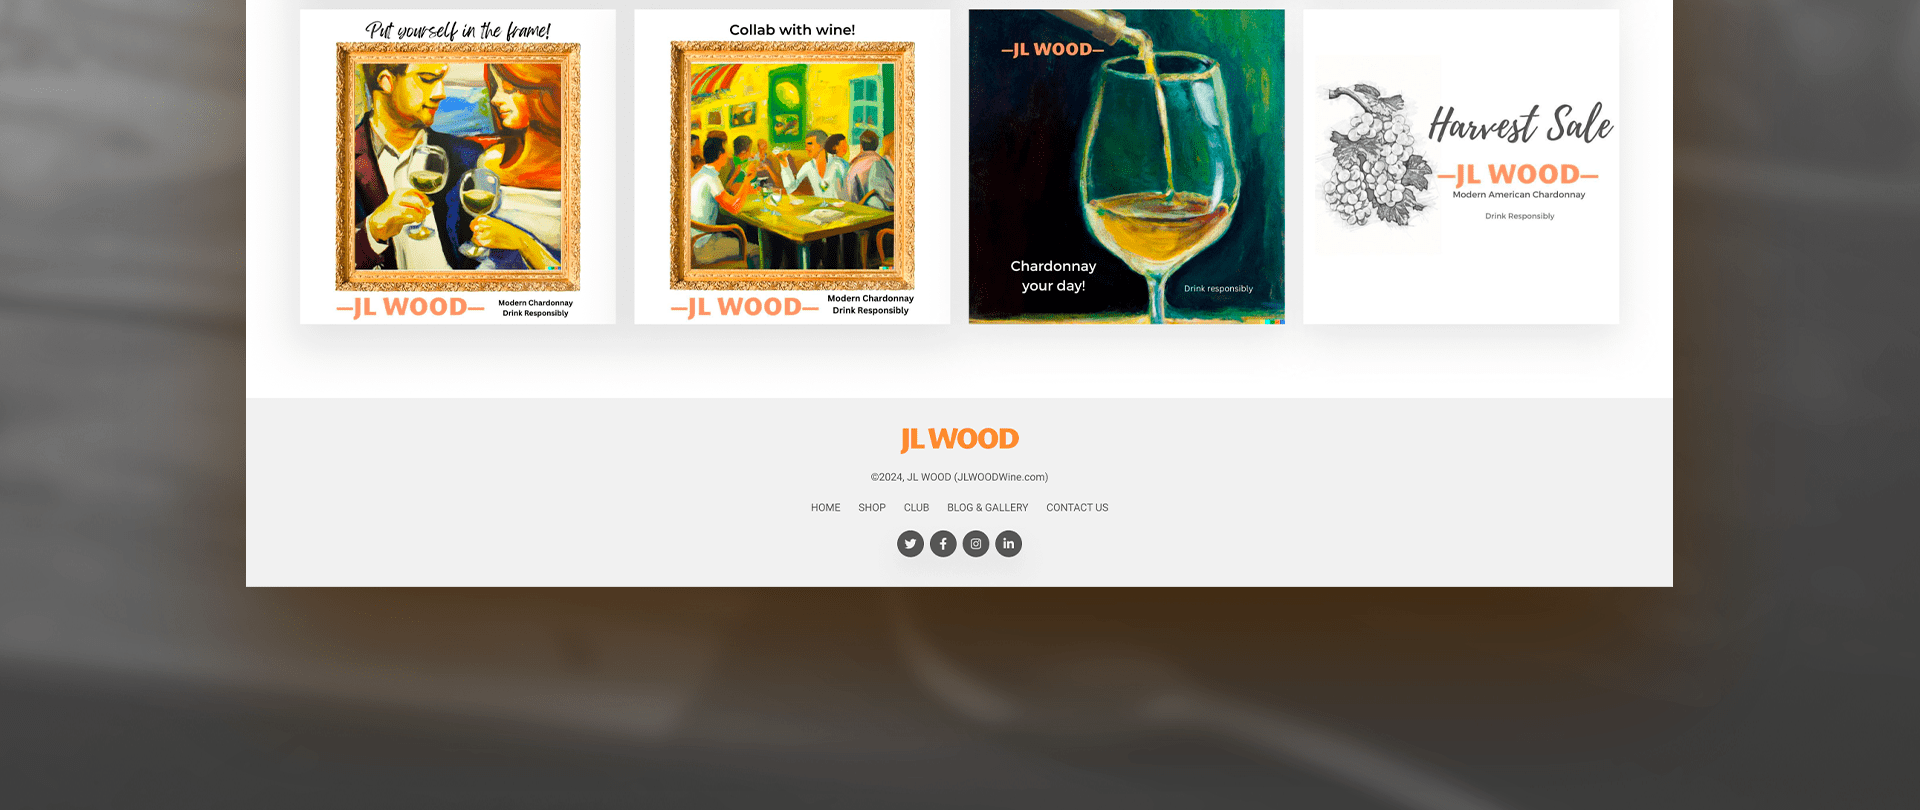 Put yourself in the frame!
—JL WOOD—
Modern Chardonnay
Drink Responsibly
Collab with wine!
—JL WOOD—
Modern Chardonnay
Drink Responsibly
—JL WOOD—
Chardonnay
your day!
Drink responsibly
Harvest Sale
—JL WOOD—
Modern American Chardonnay
Drink Responsibly
JL WOOD
©2024, JL WOOD (JLWOODWine.com)
HOME SHOP CLUB BLOG & GALLERY CONTACT US